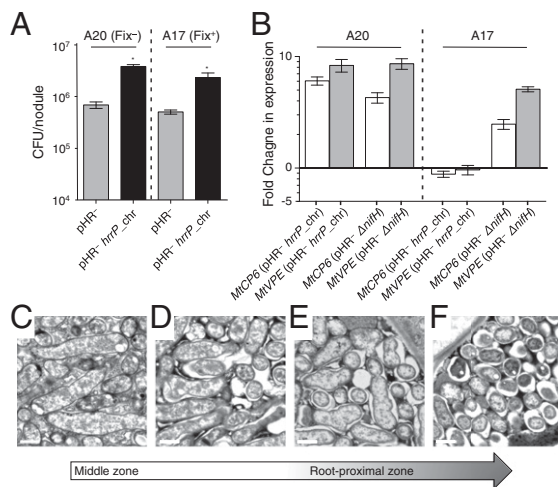 A
A20 (Fix⁻)
A17 (Fix⁺)
CFU/nodule
10⁷
10⁶
10⁵
10⁴
*
*
pHR⁻
pHR⁻ hrrP_chr
pHR⁻
pHR⁻ hrrP_chr
B
A20
A17
Fold Chagne in expression
10
0
-5
MtCP6 (pHR⁻ hrrP_chr)
MtVPE (pHR⁻ hrrP_chr)
MtCP6 (pHR⁻ ΔnifH)
MtVPE (pHR⁻ ΔnifH)
MtCP6 (pHR⁻ hrrP_chr)
MtVPE (pHR⁻ hrrP_chr)
MtCP6 (pHR⁻ ΔnifH)
MtVPE (pHR⁻ ΔnifH)
C
D
E
F
Middle zone
Root-proximal zone